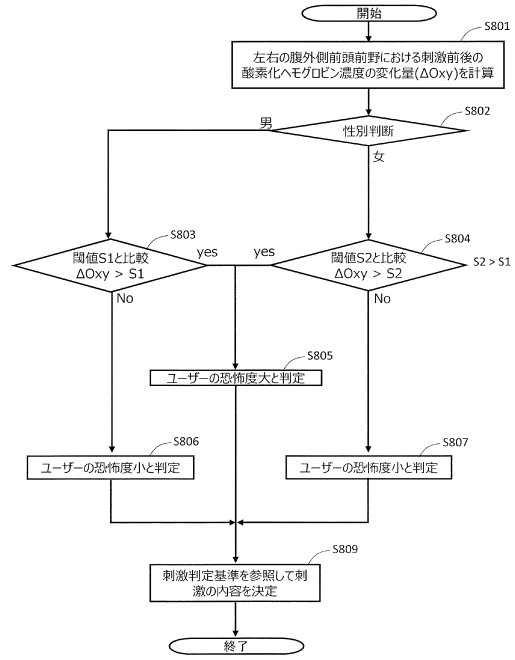 開始
S801
左右の腹外側前頭前野における刺激前後の
酸素化ヘモグロビン濃度の変化量(ΔOxy)を計算
S802
性別判断
男
女
S803
閾値S1と比較
ΔOxy > S1
yes
No
yes
S804
閾値S2と比較
ΔOxy > S2
S2 > S1
No
S805
ユーザーの恐怖度大と判定
S806
ユーザーの恐怖度小と判定
S807
ユーザーの恐怖度小と判定
S809
刺激判定基準を参照して刺
激の内容を決定
終了